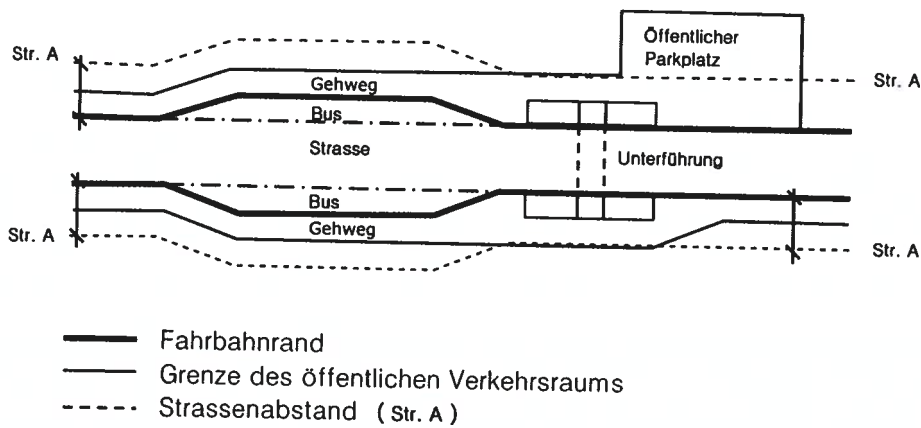 Öffentlicher
Parkplatz
Str. A
Str. A
Gehweg
Bus
Strasse
Unterführung
Bus
Gehweg
Str. A
Str. A
Fahrbahnrand
Grenze des öffentlichen Verkehrsraums
Strassenabstand ( Str. A )